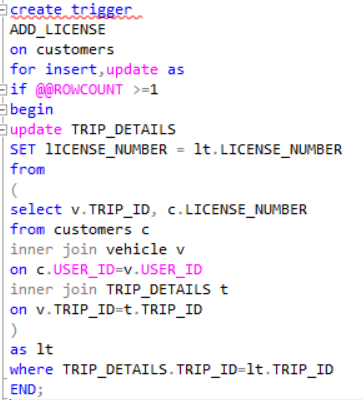 create trigger
ADD_LICENSE
on customers
for insert,update as
if @@ROWCOUNT >=1
begin
update TRIP_DETAILS
SET lICENSE_NUMBER = lt.LICENSE_NUMBER
from
(
select v.TRIP_ID, c.LICENSE_NUMBER
from customers c
inner join vehicle v
on c.USER_ID=v.USER_ID
inner join TRIP_DETAILS t
on v.TRIP_ID=t.TRIP_ID
)
as lt
where TRIP_DETAILS.TRIP_ID=lt.TRIP_ID
END;